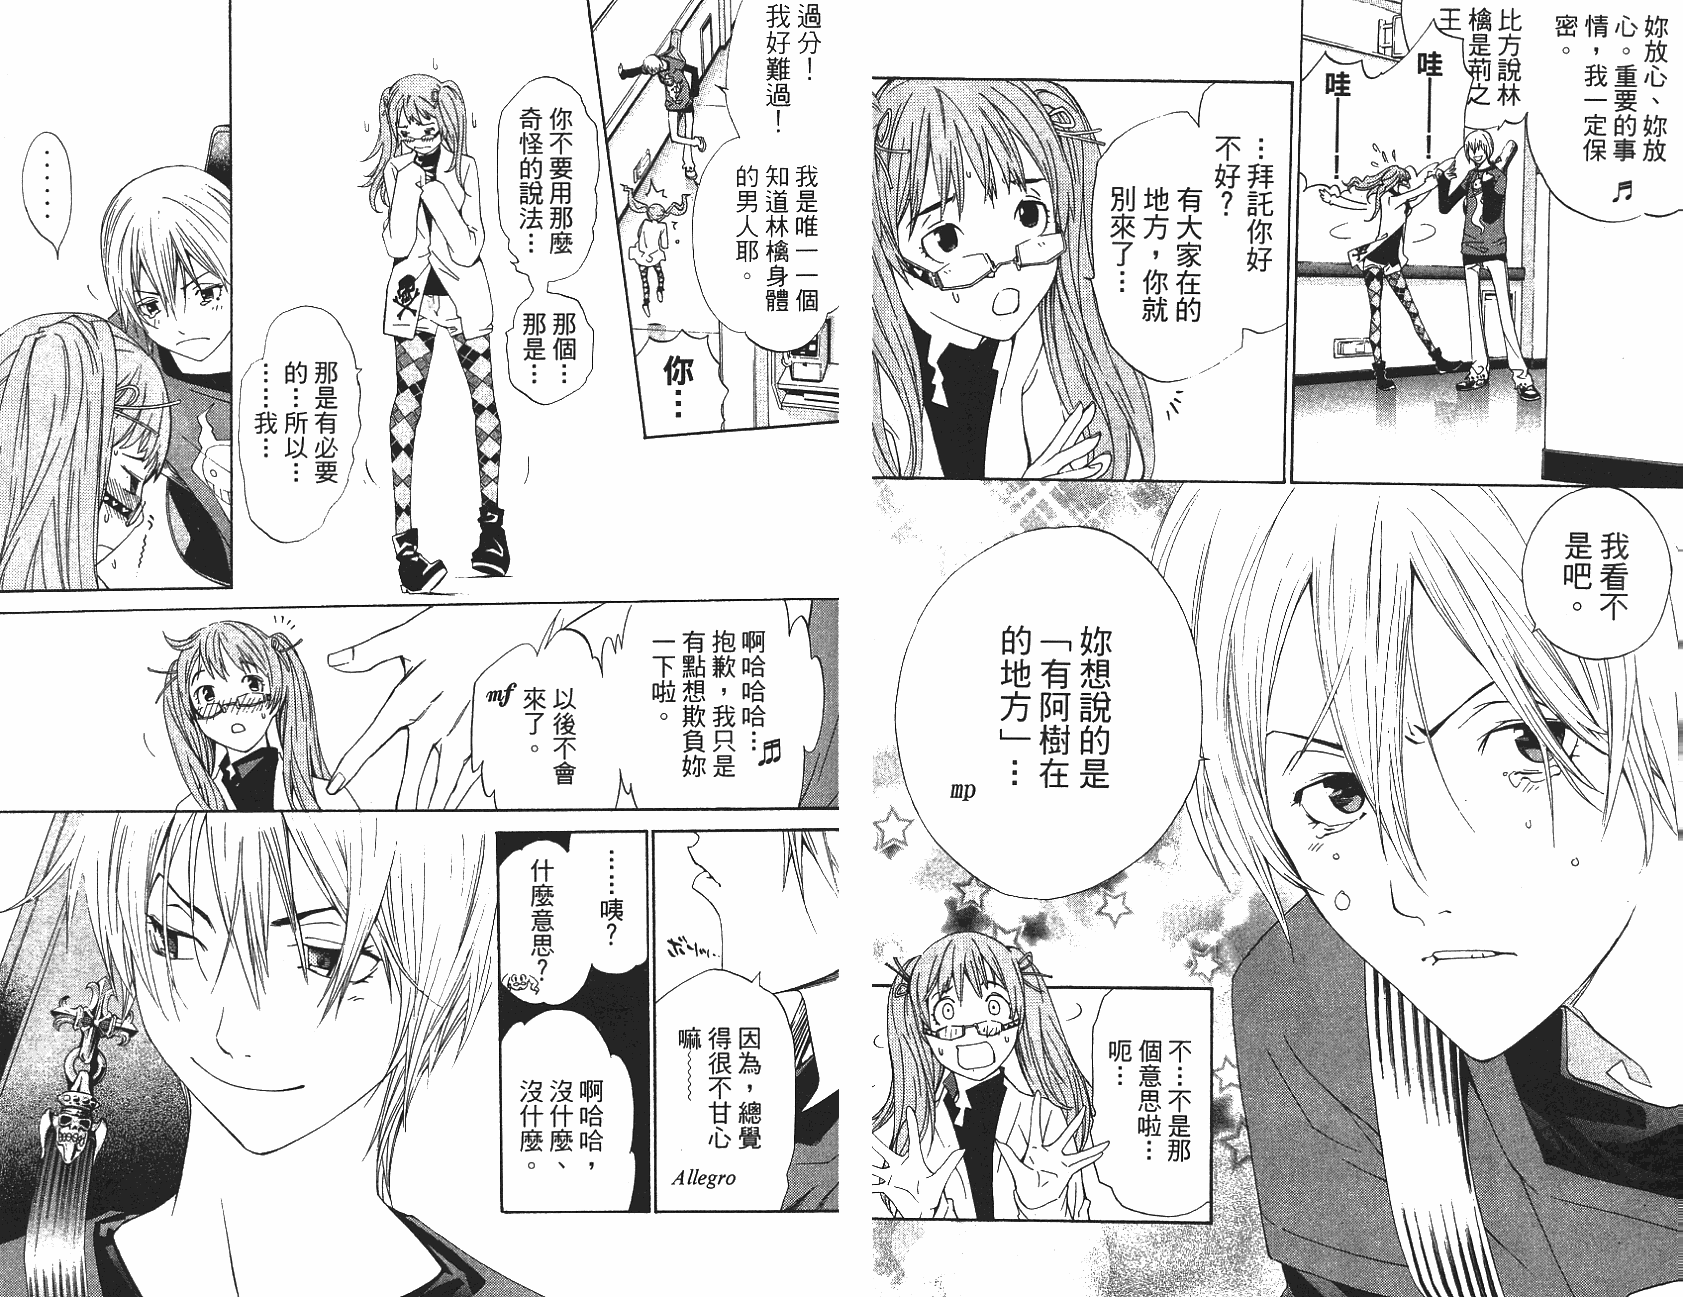 妳放心、妳放
心。重要的事
情，我一定保
密。♬
比方說林
檎是荊之
王
哇——！
哇——！
…拜託你好
不好？
有大家在的
地方，你就
別來了…
我看不
是吧。
妳想說的是
「有阿樹在
的地方」…
mp
不…不是那
個意思啦…
呃…
過分！
我好難過！
我是唯一一個
知道林檎身體
的男人耶。
你…
你不要用那麼
奇怪的說法…
那個…
那是…
那是有必要
的…所以…
……我…
……
啊哈哈哈…♬
抱歉，我只是
有點想欺負妳
一下啦。
以後不會
來了。
mf
因為，總覺
得很不甘心
嘛～～～
Allegro
……咦？
什麼意思？
啊哈哈，
沒什麼、
沒什麼。